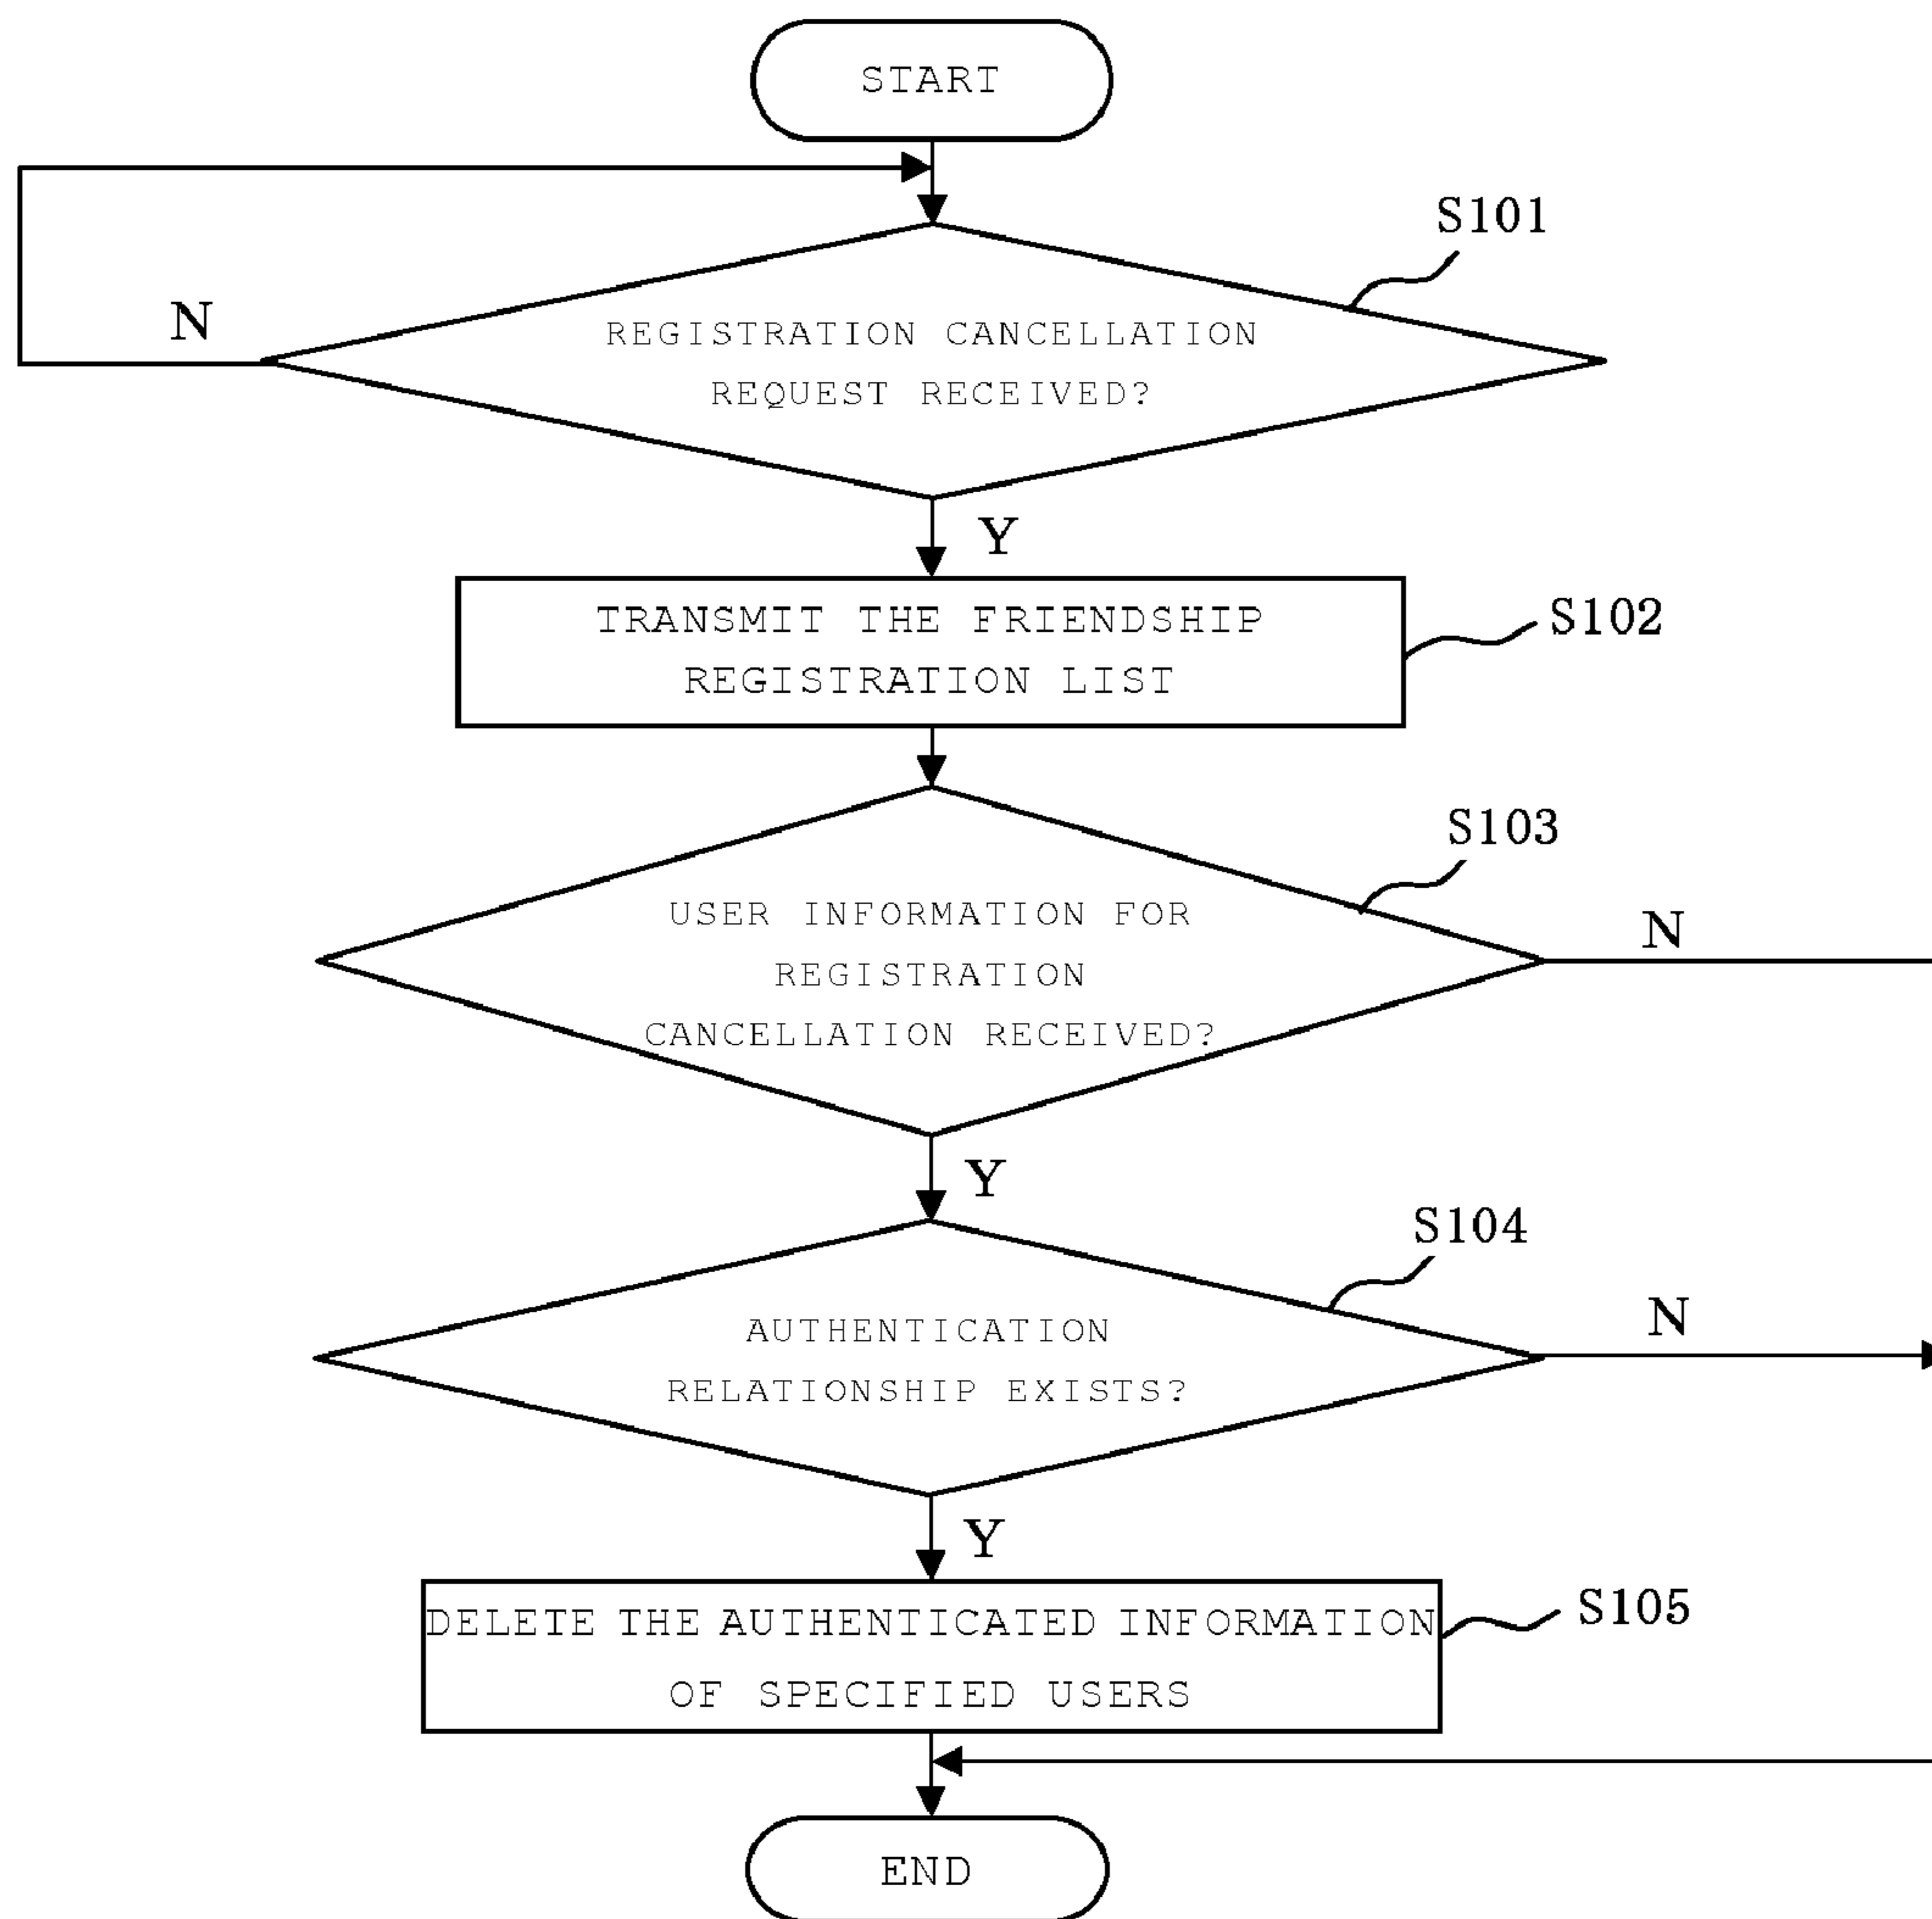 START
S101
N
REGISTRATION CANCELLATION
REQUEST RECEIVED?
Y
TRANSMIT THE FRIENDSHIP
REGISTRATION LIST
S102
S103
USER INFORMATION FOR
REGISTRATION
CANCELLATION RECEIVED?
N
Y
S104
AUTHENTICATION
RELATIONSHIP EXISTS?
N
Y
DELETE THE AUTHENTICATED INFORMATION
OF SPECIFIED USERS
S105
END